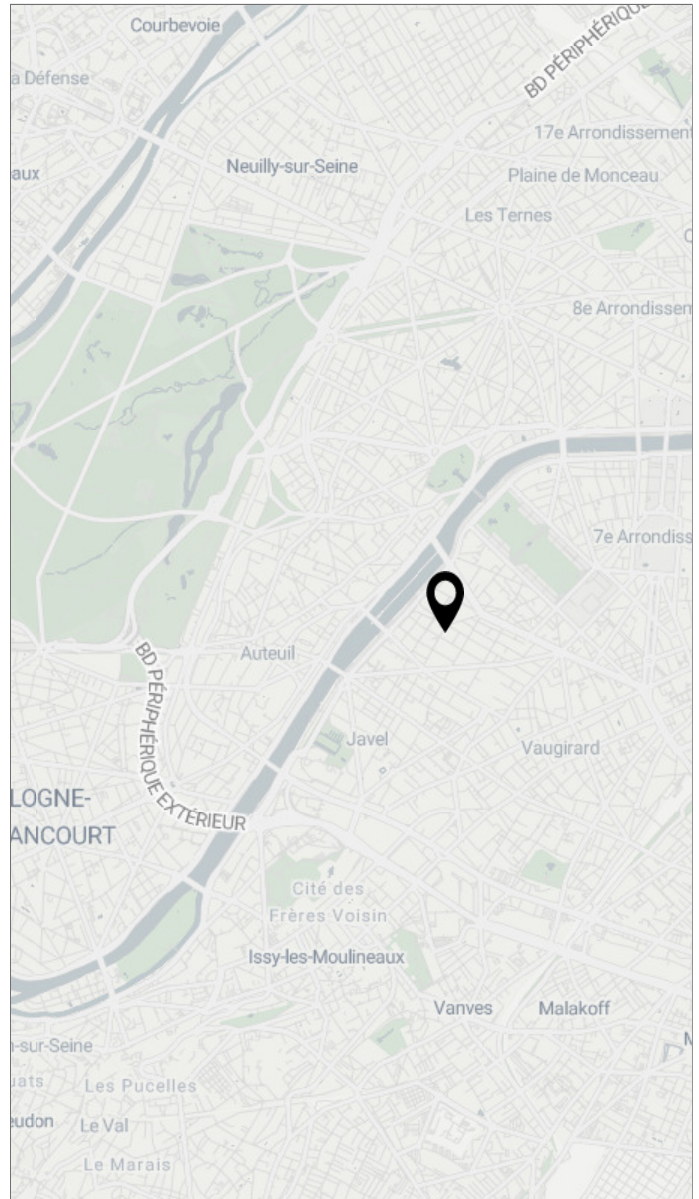 Courbevoie
BD PÉRIPHÉRIQUE
a Défense
17e Arrondissement
aux
Neuilly-sur-Seine
Plaine de Monceau
Les Ternes
8e Arrondissem
7e Arrondiss
Auteuil
BD PÉRIPHÉRIQUE EXTÉRIEUR
Javel
Vaugirard
LOGNE-
ANCOURT
Cité des
Frères Voisin
Issy-les-Moulineaux
Vanves
Malakoff
-sur-Seine
uats
Les Pucelles
eudon
Le Val
Le Marais